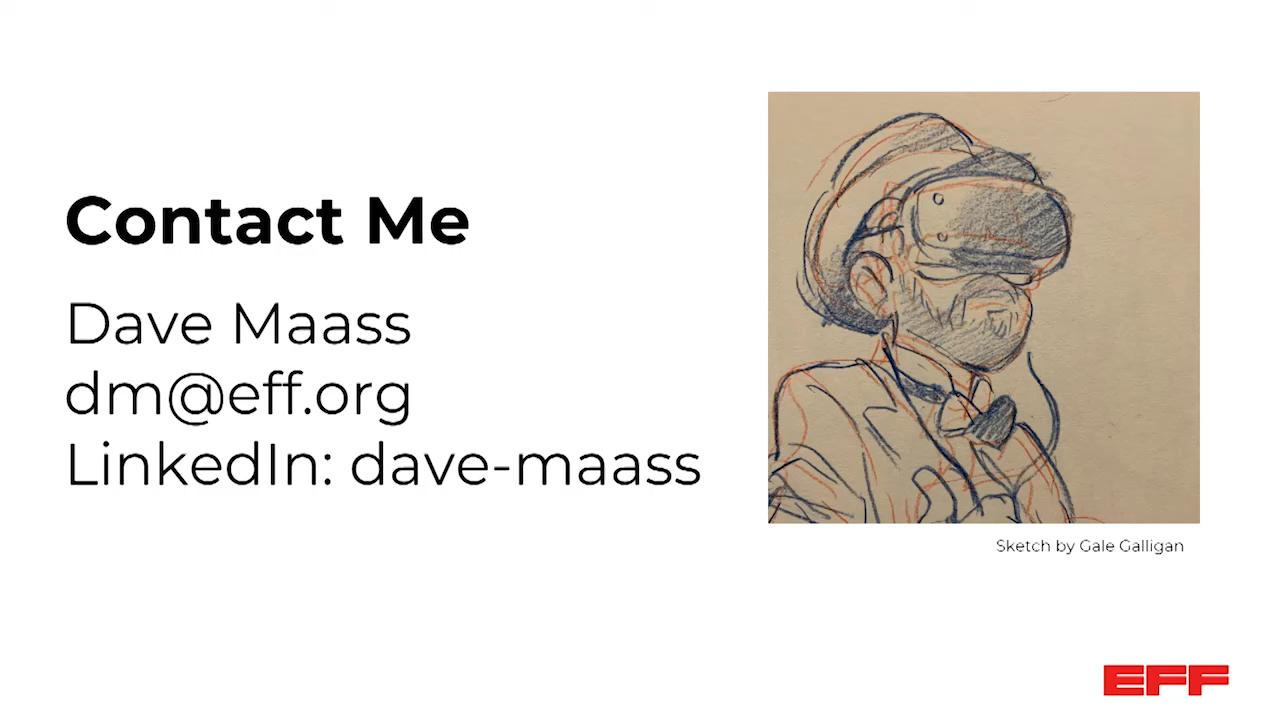 Contact Me
Dave Maass
dm@eff.org
LinkedIn: dave-maass
Sketch by Gale Galligan
EFF